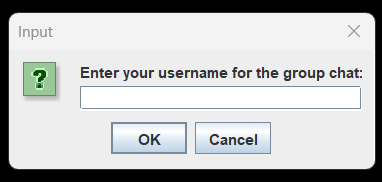 Input
Enter your username for the group chat:
OK
Cancel